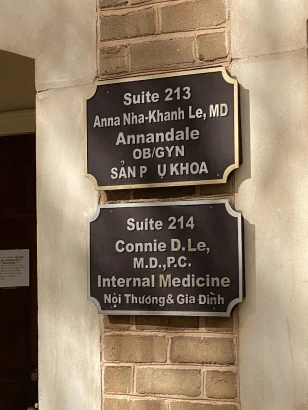 Suite 213
Anna Nha-Khanh Le, MD
Annandale
OB/GYN
SẢN P Ụ KHOA
Suite 214
Connie D. Le,
M.D.,P.C.
Internal Medicine
Nội Thương & Gia Đình